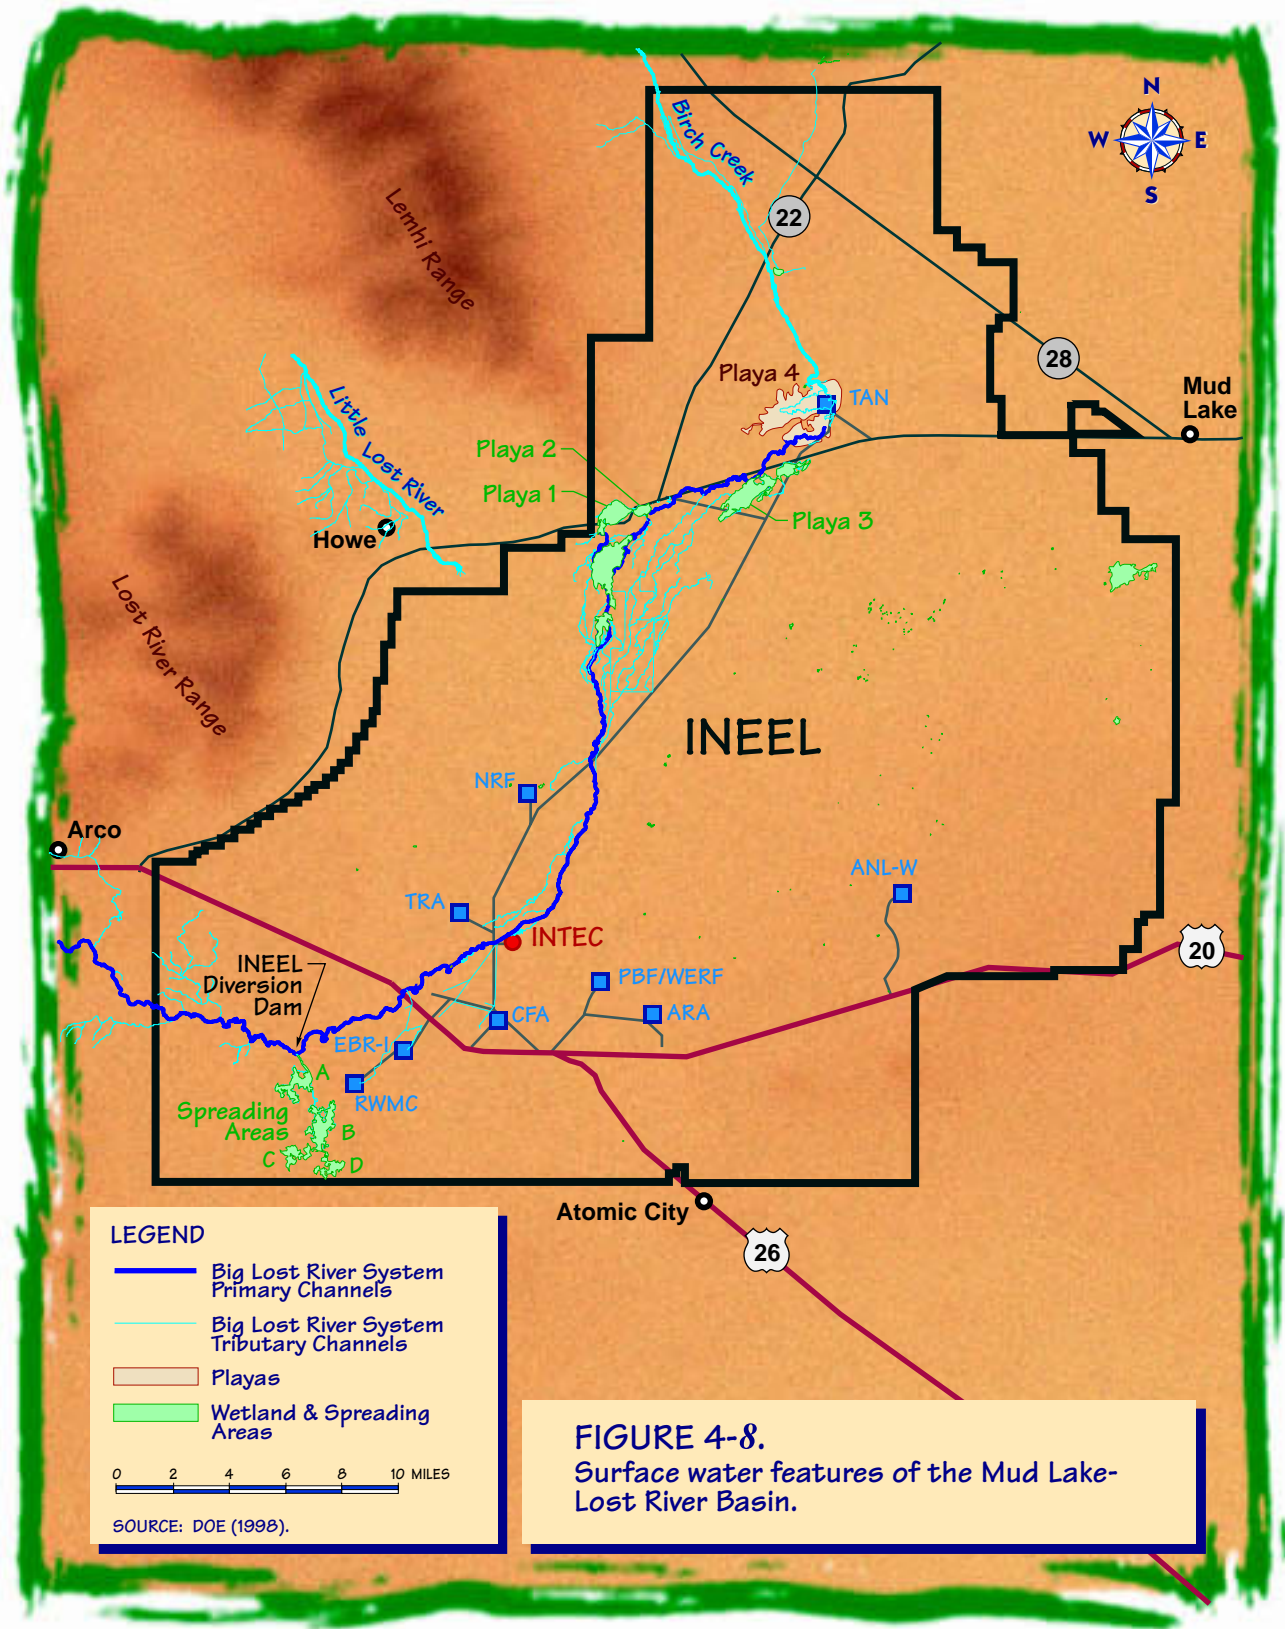 N
W
E
S
Birch Creek
22
Lemhi Range
28
Mud
Lake
Playa 4
TAN
Little Lost River
Playa 2
Playa 1
Playa 3
Howe
Lost River Range
INEEL
NRF
Arco
ANL-W
TRA
INTEC
20
INEEL
Diversion
Dam
PBF/WERF
CFA
ARA
EBR-I
A
RWMC
Spreading
Areas
B
C
D
Atomic City
26
LEGEND
Big Lost River System
Primary Channels
Big Lost River System
Tributary Channels
Playas
Wetland & Spreading
Areas
0 2 4 6 8 10 MILES
SOURCE: DOE (1998).
FIGURE 4-8.
Surface water features of the Mud Lake-
Lost River Basin.